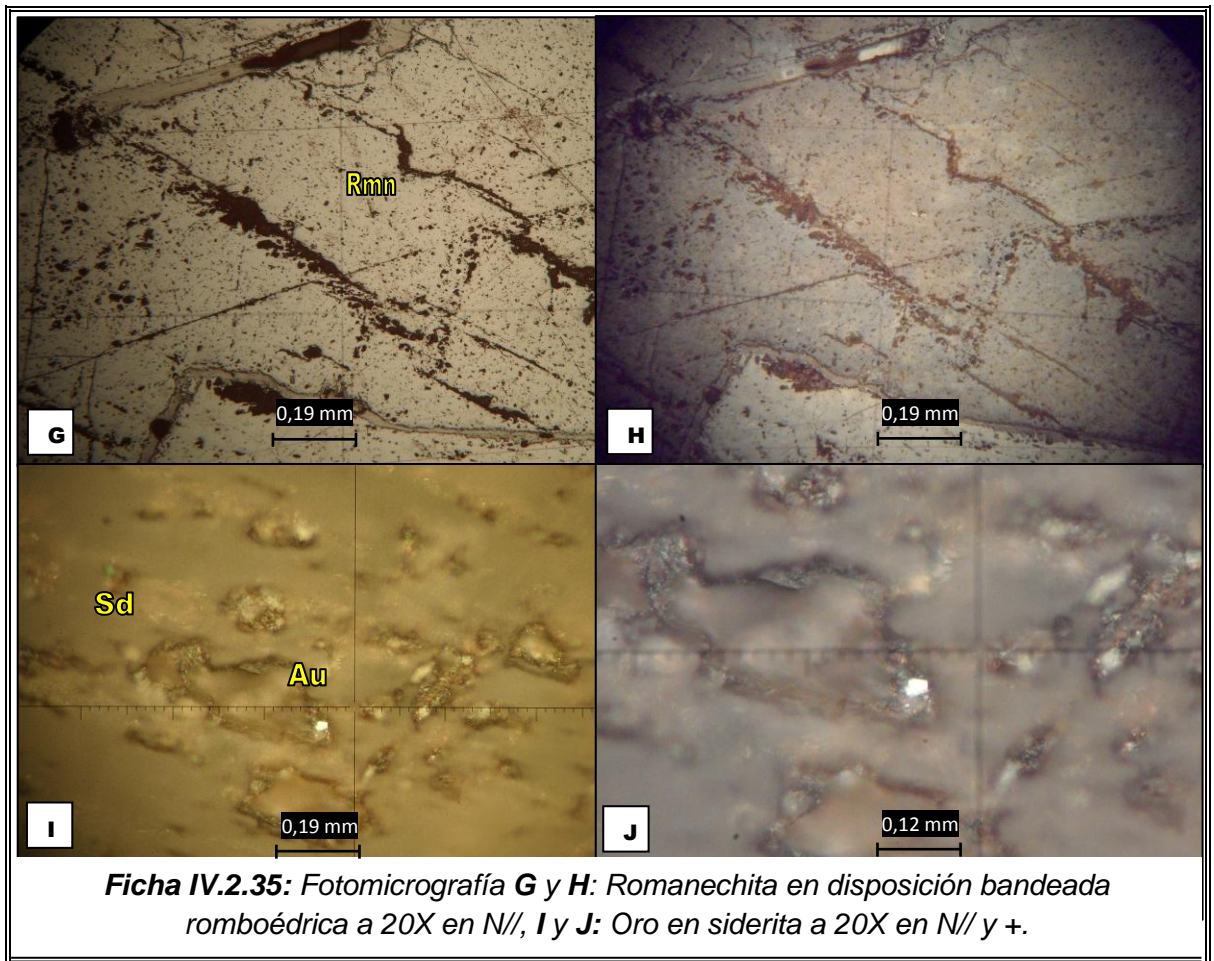 Rmn
G
0,19 mm
H
0,19 mm
Sd
Au
I
0,19 mm
J
0,12 mm
Ficha IV.2.35: Fotomicrografía G y H: Romanechita en disposición bandeada
romboédrica a 20X en N//, I y J: Oro en siderita a 20X en N// y +.